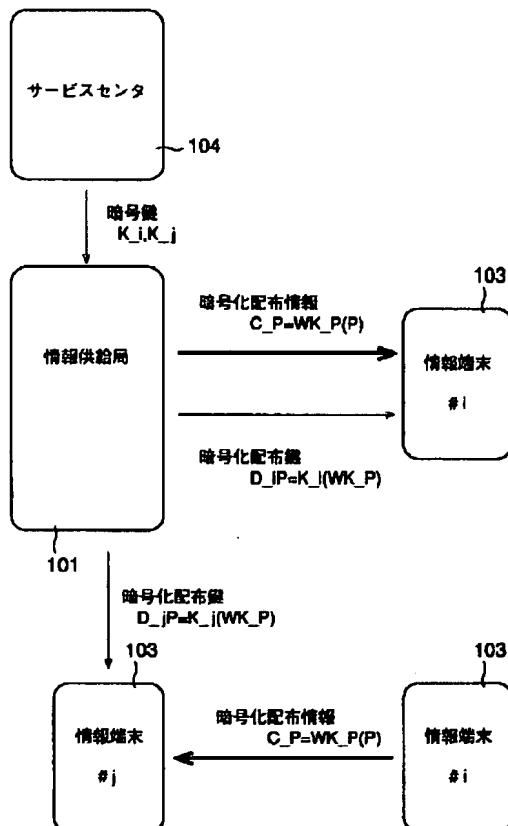 サービスセンタ
104
暗号鍵
K_i,K_j
103
暗号化配布情報
C_P=WK_P(P)
情報供給局
情報端末
#i
暗号化配布鍵
D_iP=K_i(WK_P)
101
暗号化配布鍵
D_jP=K_j(WK_P)
103
103
暗号化配布情報
C_P=WK_P(P)
情報端末
#j
情報端末
#i